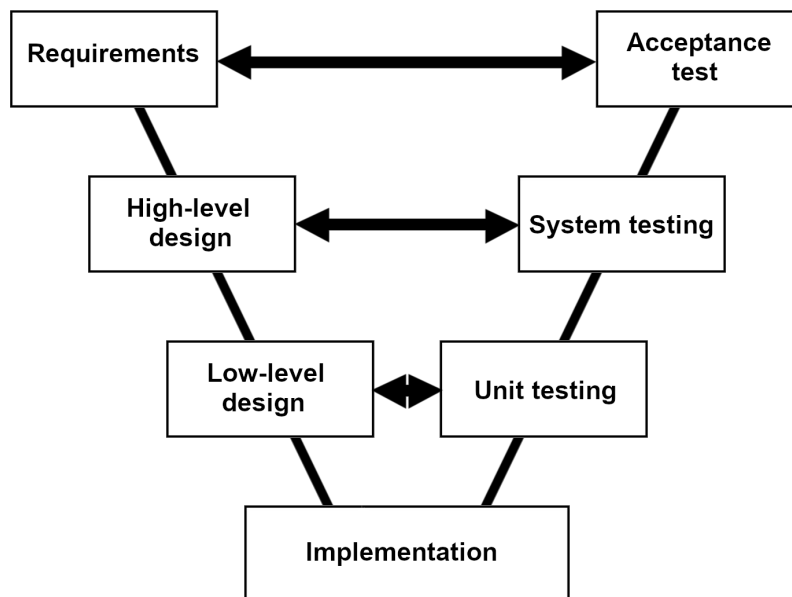 Requirements
Acceptance
test
High-level
design
System testing
Low-level
design
Unit testing
Implementation